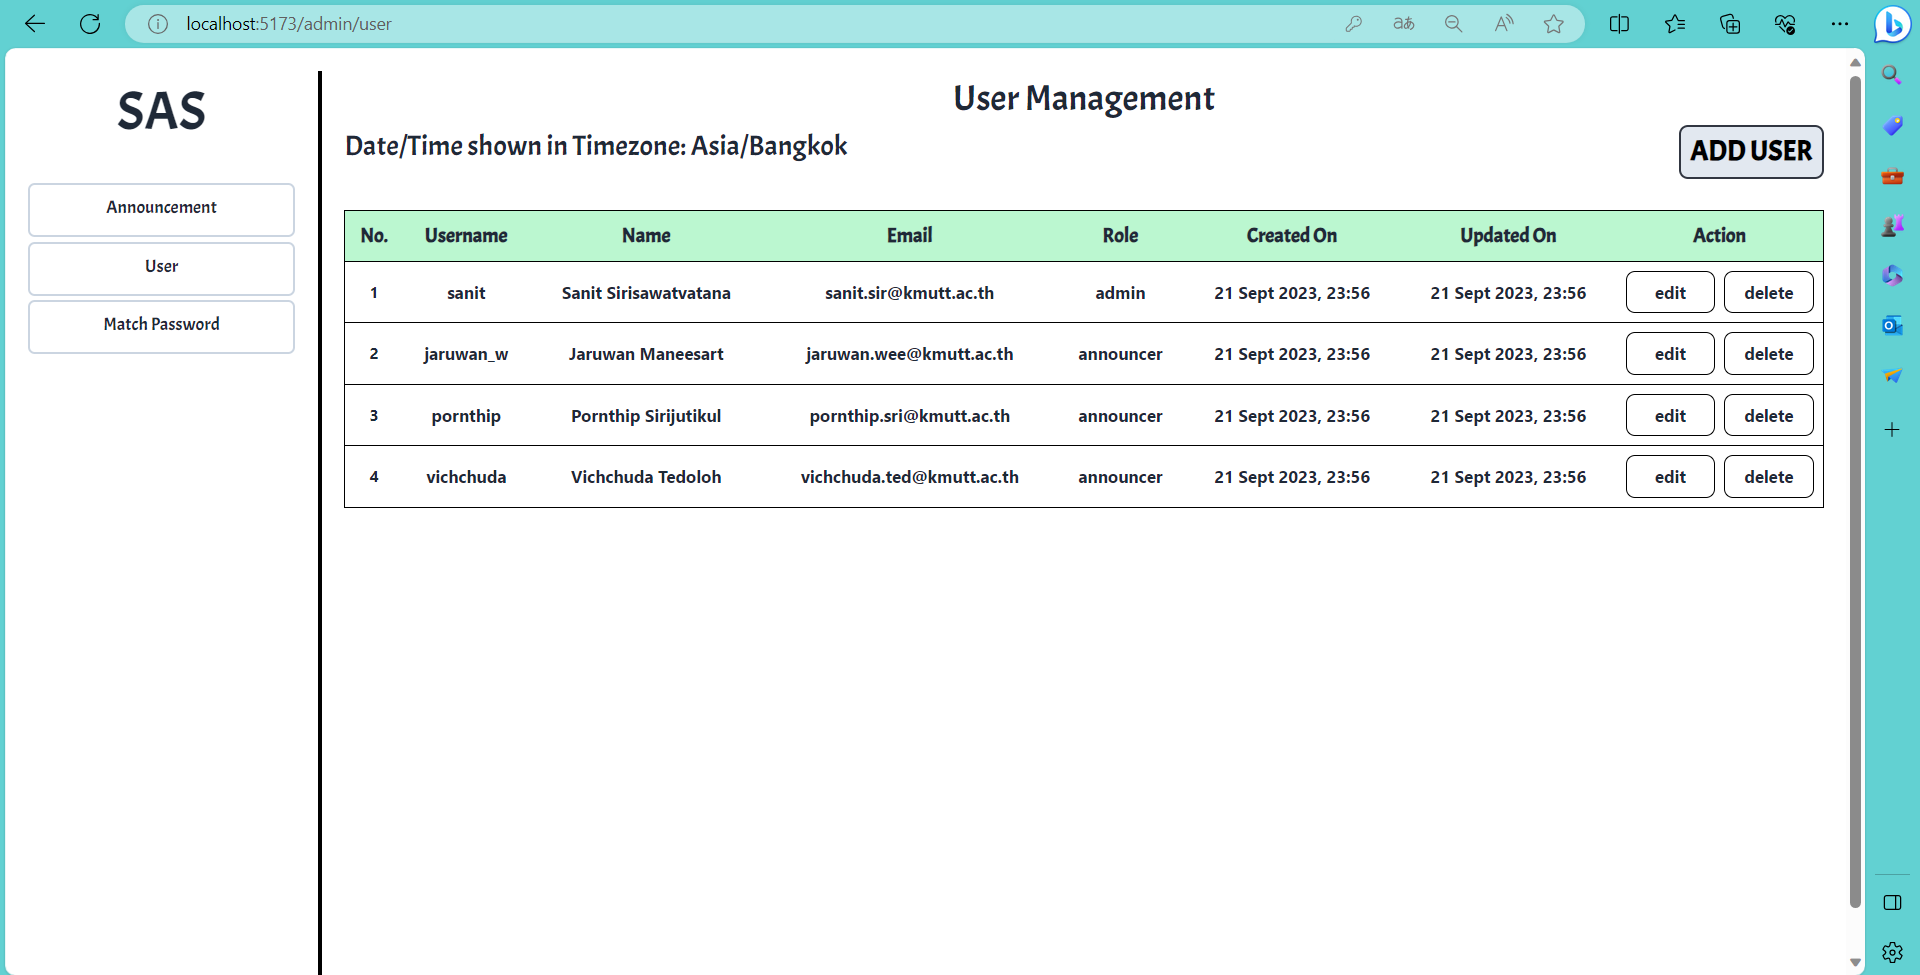 localhost:5173/admin/user
aあ
A
SAS
Announcement
User
Match Password
User Management
Date/Time shown in Timezone: Asia/Bangkok
ADD USER
No. Username Name Email Role Created On Updated On Action
1 sanit Sanit Sirisawatvatana sanit.sir@kmutt.ac.th admin 21 Sept 2023, 23:56 21 Sept 2023, 23:56 edit delete
2 jaruwan_w Jaruwan Maneesart jaruwan.wee@kmutt.ac.th announcer 21 Sept 2023, 23:56 21 Sept 2023, 23:56 edit delete
3 pornthip Pornthip Sirijutikul pornthip.sri@kmutt.ac.th announcer 21 Sept 2023, 23:56 21 Sept 2023, 23:56 edit delete
4 vichchuda Vichchuda Tedoloh vichchuda.ted@kmutt.ac.th announcer 21 Sept 2023, 23:56 21 Sept 2023, 23:56 edit delete